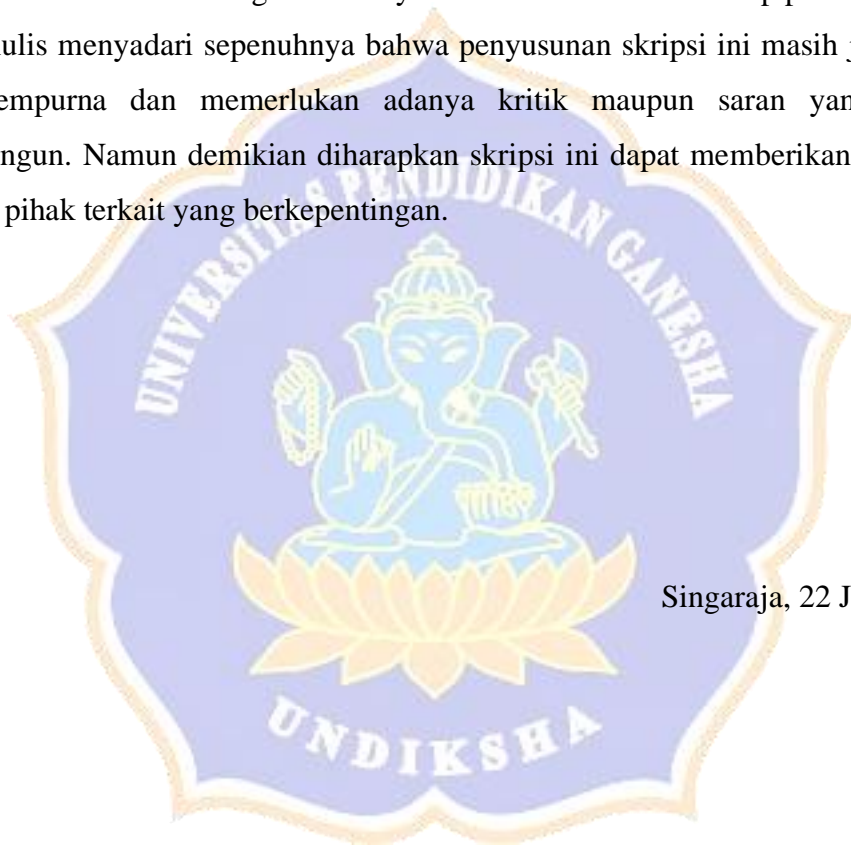 ulis menyadari sepenuhnya bahwa penyusunan skripsi ini masih j
empurna dan memerlukan adanya kritik maupun saran yan
ngun. Namun demikian diharapkan skripsi ini dapat memberikan
pihak terkait yang berkepentingan.
UNIVERSITAS PENDIDIKAN GANESHA
Singaraja, 22 J
UNDIKSHA